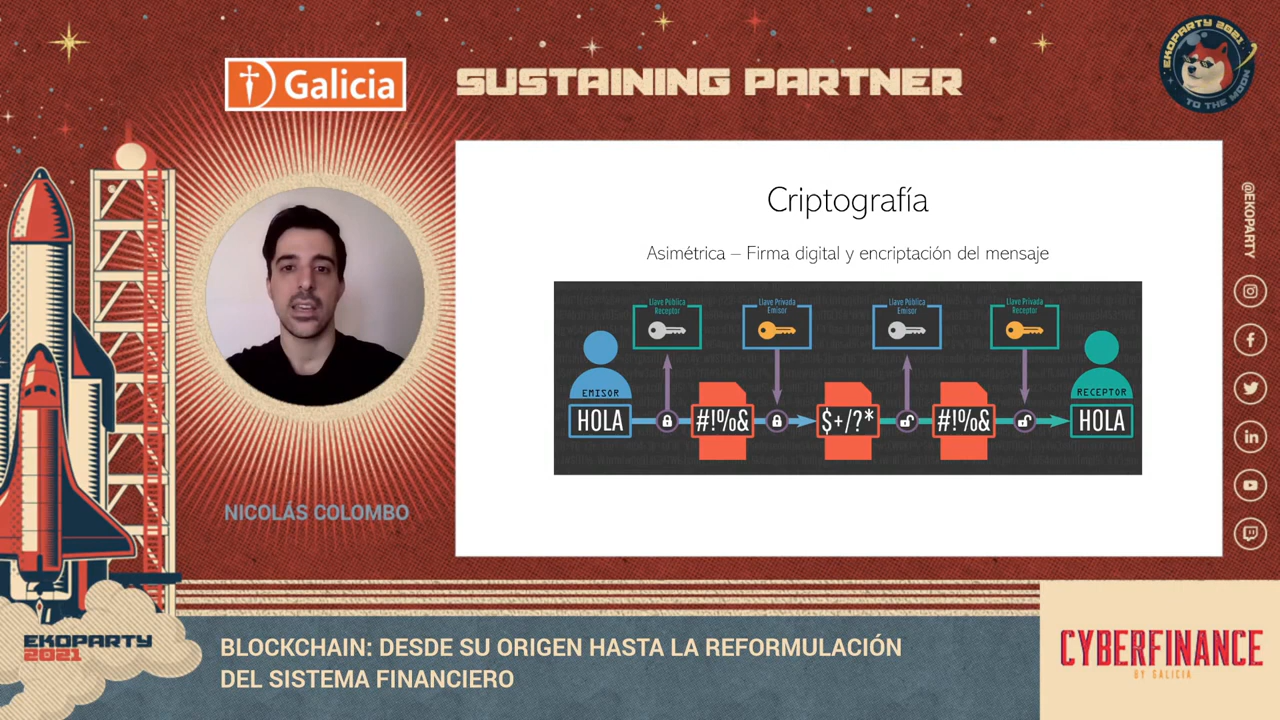 Galicia
SUSTAINING PARTNER
EKOPARTY 2021
TO THE MOON
@EKOPARTY
Criptografía
Asimétrica – Firma digital y encriptación del mensaje
Llave Pública
Receptor
Llave Privada
Emisor
Llave Pública
Emisor
Llave Privada
Receptor
EMISOR
RECEPTOR
HOLA
#!%&
$+/?*
#!%&
HOLA
NICOLÁS COLOMBO
EKOPARTY
2021
BLOCKCHAIN: DESDE SU ORIGEN HASTA LA REFORMULACIÓN
DEL SISTEMA FINANCIERO
CYBERFINANCE
BY GALICIA